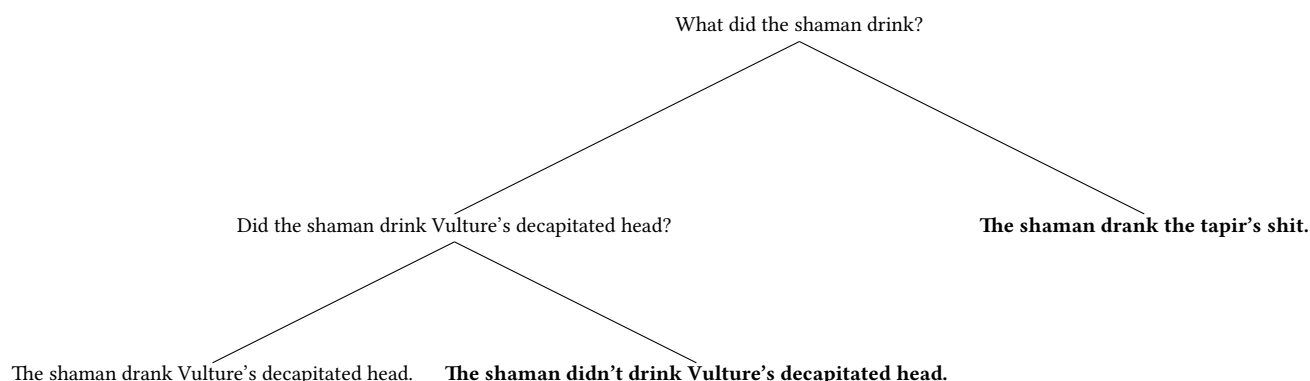 What did the shaman drink?
Did the shaman drink Vulture's decapitated head?
The shaman drank the tapir's shit.
The shaman drank Vulture's decapitated head.
The shaman didn't drink Vulture's decapitated head.